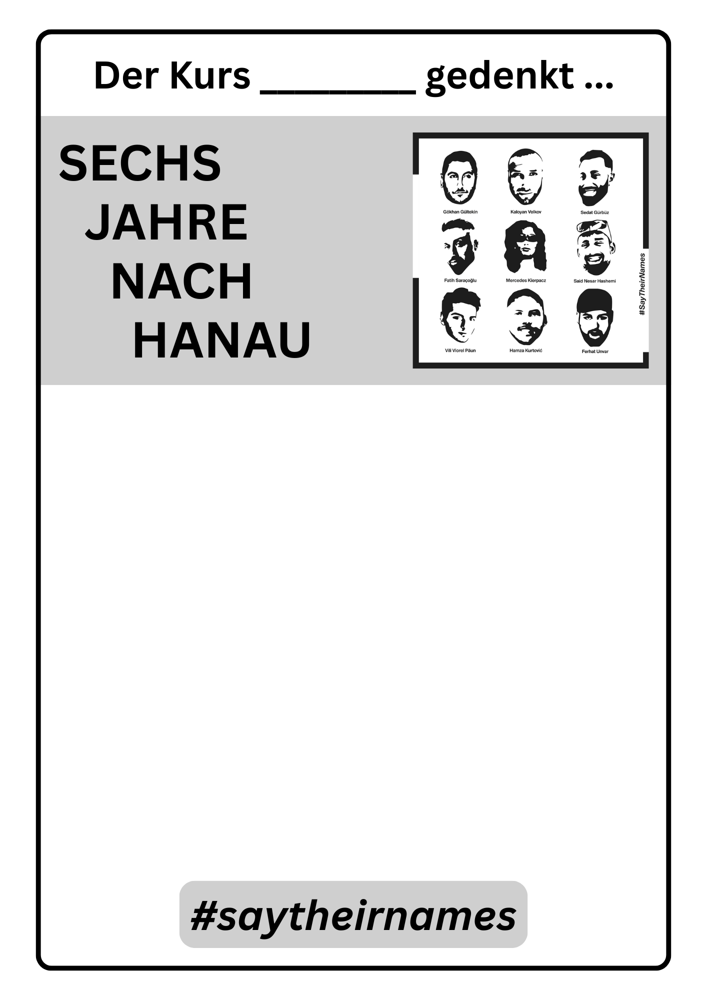 Der Kurs _________ gedenkt ...
SECHS
JAHRE
NACH
HANAU
Gökhan Gültekin
Kaloyan Velkov
Sedat Gürbüz
Fatih Saraçoğlu
Mercedes Kierpacz
Said Nesar Hashemi
Vili Viorel Păun
Hamza Kurtović
Ferhat Unvar
#SayTheirNames
#saytheirnames